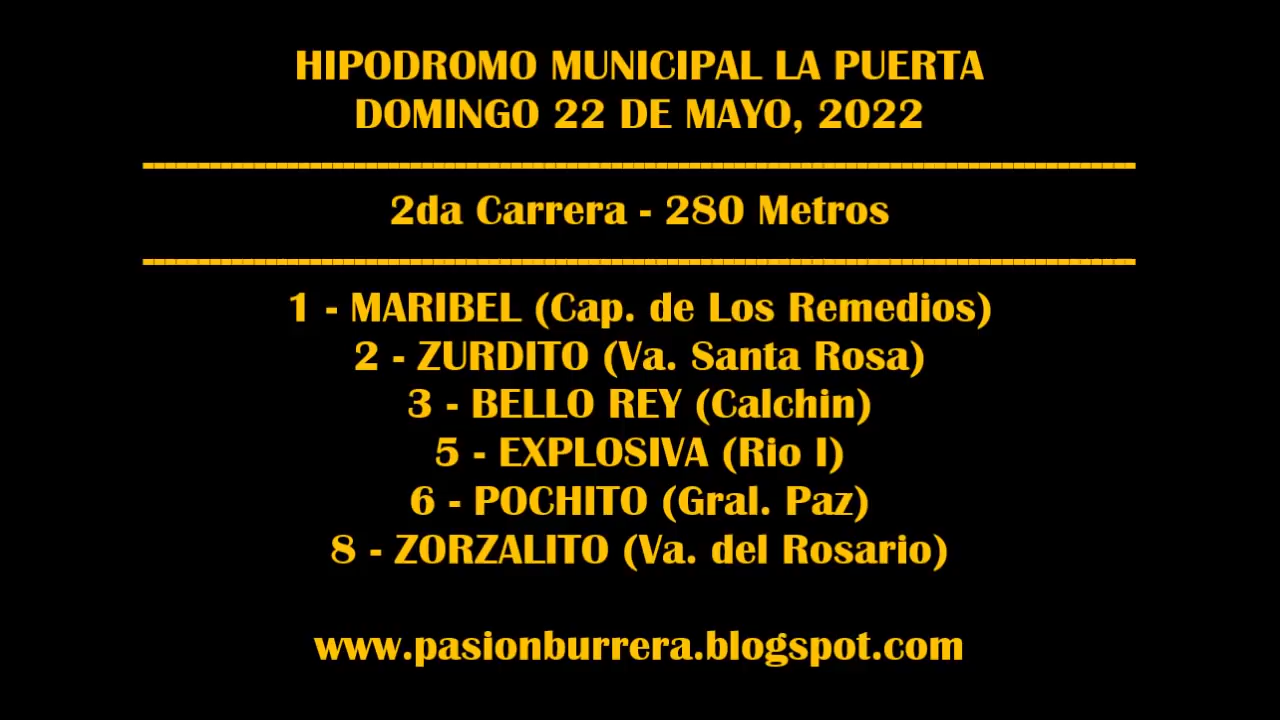 HIPODROMO MUNICIPAL LA PUERTA
DOMINGO 22 DE MAYO, 2022
2da Carrera - 280 Metros
1 - MARIBEL (Cap. de Los Remedios)
2 - ZURDITO (Va. Santa Rosa)
3 - BELLO REY (Calchin)
5 - EXPLOSIVA (Rio I)
6 - POCHITO (Gral. Paz)
8 - ZORZALITO (Va. del Rosario)
www.pasionburrera.blogspot.com